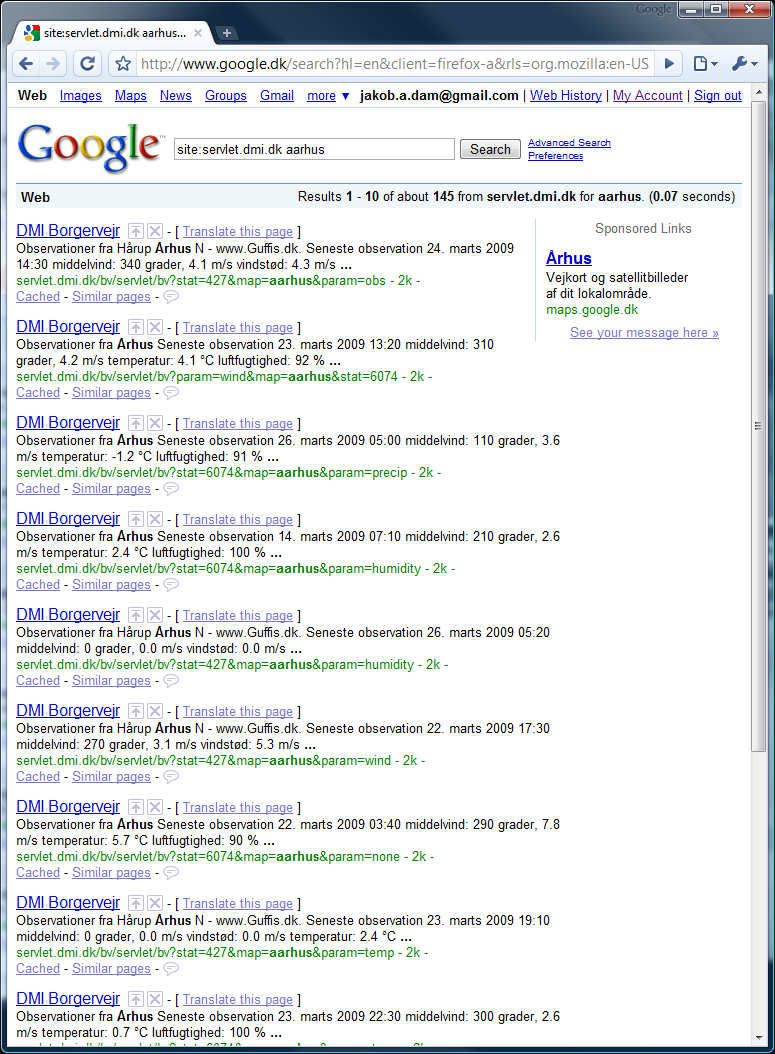 Google
site:servlet.dmi.dk aarhus...
http://www.google.dk/search?hl=en&client=firefox-a&rls=org.mozilla:en-US
Web Images Maps News Groups Gmail more ▼ jakob.a.dam@gmail.com | Web History | My Account | Sign out
Google™ site:servlet.dmi.dk aarhus Search Advanced Search
Preferences
Web Results 1 - 10 of about 145 from servlet.dmi.dk for aarhus. (0.07 seconds)
DMI Borgervejr - [ Translate this page ]
Observationer fra Hårup Århus N - www.Guffis.dk. Seneste observation 24. marts 2009
14:30 middelvind: 340 grader, 4.1 m/s vindstød: 4.3 m/s ...
servlet.dmi.dk/bv/servlet/bv?stat=427&map=aarhus&param=obs - 2k -
Cached - Similar pages -
DMI Borgervejr - [ Translate this page ]
Observationer fra Århus Seneste observation 23. marts 2009 13:20 middelvind: 310
grader, 4.2 m/s temperatur: 4.1 °C luftfugtighed: 92 % ...
servlet.dmi.dk/bv/servlet/bv?param=wind&map=aarhus&stat=6074 - 2k -
Cached - Similar pages -
DMI Borgervejr - [ Translate this page ]
Observationer fra Århus Seneste observation 26. marts 2009 05:00 middelvind: 110 grader, 3.6
m/s temperatur: -1.2 °C luftfugtighed: 91 % ...
servlet.dmi.dk/bv/servlet/bv?stat=6074&map=aarhus&param=precip - 2k -
Cached - Similar pages -
DMI Borgervejr - [ Translate this page ]
Observationer fra Århus Seneste observation 14. marts 2009 07:10 middelvind: 210 grader, 2.6
m/s temperatur: 2.4 °C luftfugtighed: 100 % ...
servlet.dmi.dk/bv/servlet/bv?stat=6074&map=aarhus&param=humidity - 2k -
Cached - Similar pages -
DMI Borgervejr - [ Translate this page ]
Observationer fra Hårup Århus N - www.Guffis.dk. Seneste observation 26. marts 2009 05:20
middelvind: 0 grader, 0.0 m/s vindstød: 0.0 m/s ...
servlet.dmi.dk/bv/servlet/bv?stat=427&map=aarhus&param=humidity - 2k -
Cached - Similar pages -
DMI Borgervejr - [ Translate this page ]
Observationer fra Hårup Århus N - www.Guffis.dk. Seneste observation 22. marts 2009 17:30
middelvind: 270 grader, 3.1 m/s vindstød: 5.3 m/s ...
servlet.dmi.dk/bv/servlet/bv?stat=427&map=aarhus&param=wind - 2k -
Cached - Similar pages -
DMI Borgervejr - [ Translate this page ]
Observationer fra Århus Seneste observation 22. marts 2009 03:40 middelvind: 290 grader, 7.8
m/s temperatur: 5.7 °C luftfugtighed: 90 % ...
servlet.dmi.dk/bv/servlet/bv?stat=6074&map=aarhus&param=none - 2k -
Cached - Similar pages -
DMI Borgervejr - [ Translate this page ]
Observationer fra Hårup Århus N - www.Guffis.dk. Seneste observation 23. marts 2009 19:10
middelvind: 0 grader, 0.0 m/s vindstød: 0.0 m/s temperatur: 2.4 °C ...
servlet.dmi.dk/bv/servlet/bv?stat=427&map=aarhus&param=temp - 2k -
Cached - Similar pages -
DMI Borgervejr - [ Translate this page ]
Observationer fra Århus Seneste observation 23. marts 2009 22:30 middelvind: 300 grader, 2.6
m/s temperatur: 0.7 °C luftfugtighed: 100 % ...
Sponsored Links
Århus
Vejkort og satellitbilleder
af dit lokalområde.
maps.google.dk
See your message here »